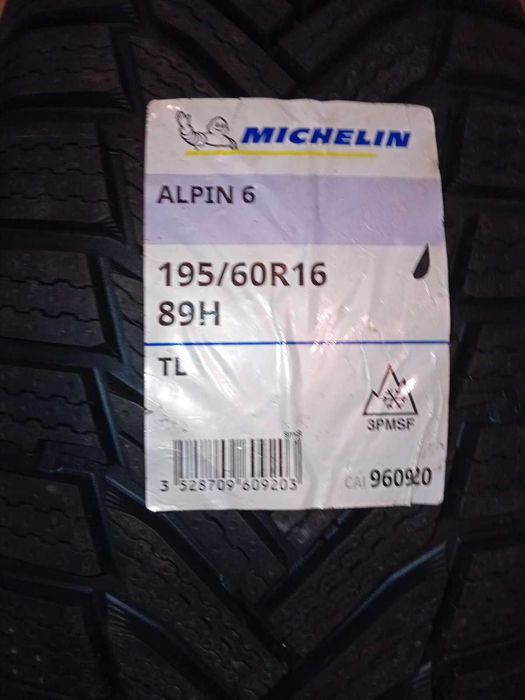 MICHELIN
ALPIN 6
195/60R16
89H
TL
3PMSF
3 528709 609203
CAI 960920